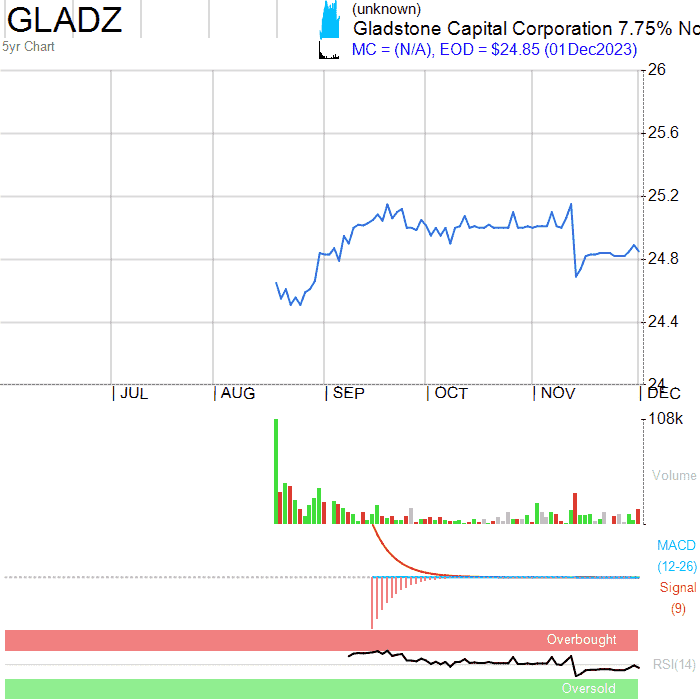 GLADZ
(unknown)
Gladstone Capital Corporation 7.75% No
5yr Chart
MC = (N/A), EOD = $24.85 (01Dec2023)
26
25.6
25.2
24.8
24.4
24
JUL AUG SEP OCT NOV DEC
108k
Volume
MACD
(12-26)
Signal
(9)
Overbought
RSI(14)
Oversold